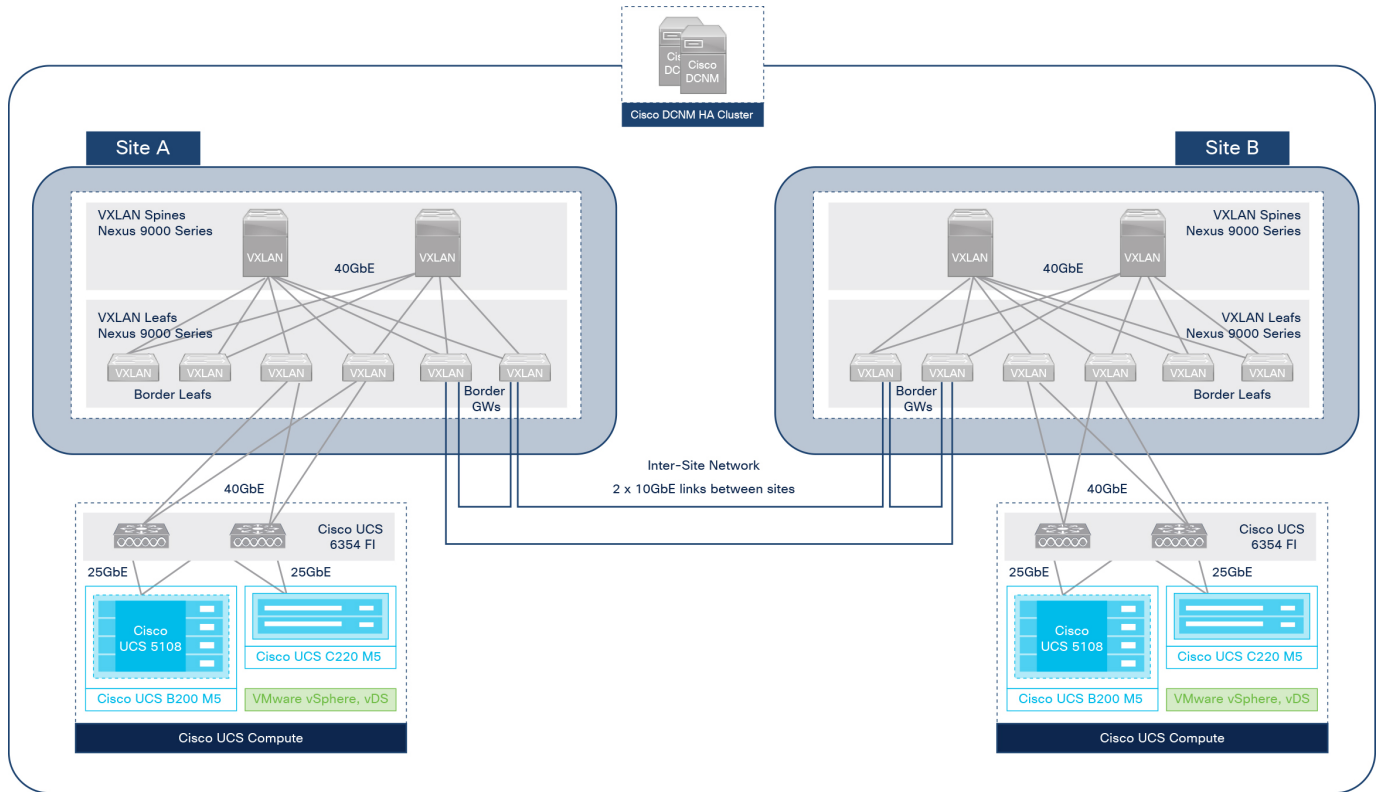 Cisco
DC
Cisco
DCNM
Cisco DCNM HA Cluster
Site A
VXLAN Spines
Nexus 9000 Series
VXLAN
VXLAN
40GbE
VXLAN Leafs
Nexus 9000 Series
VXLAN
VXLAN
VXLAN
VXLAN
VXLAN
VXLAN
Border Leafs
Border
GWs
Site B
VXLAN Spines
Nexus 9000 Series
VXLAN
VXLAN
40GbE
VXLAN Leafs
Nexus 9000 Series
VXLAN
VXLAN
VXLAN
VXLAN
VXLAN
VXLAN
Border
GWs
Border Leafs
Inter-Site Network
2 x 10GbE links between sites
40GbE
Cisco UCS
6354 FI
25GbE
25GbE
Cisco
UCS 5108
Cisco UCS C220 M5
Cisco UCS B200 M5
VMware vSphere, vDS
Cisco UCS Compute
40GbE
Cisco UCS
6354 FI
25GbE
25GbE
Cisco
UCS 5108
Cisco UCS C220 M5
Cisco UCS B200 M5
VMware vSphere, vDS
Cisco UCS Compute